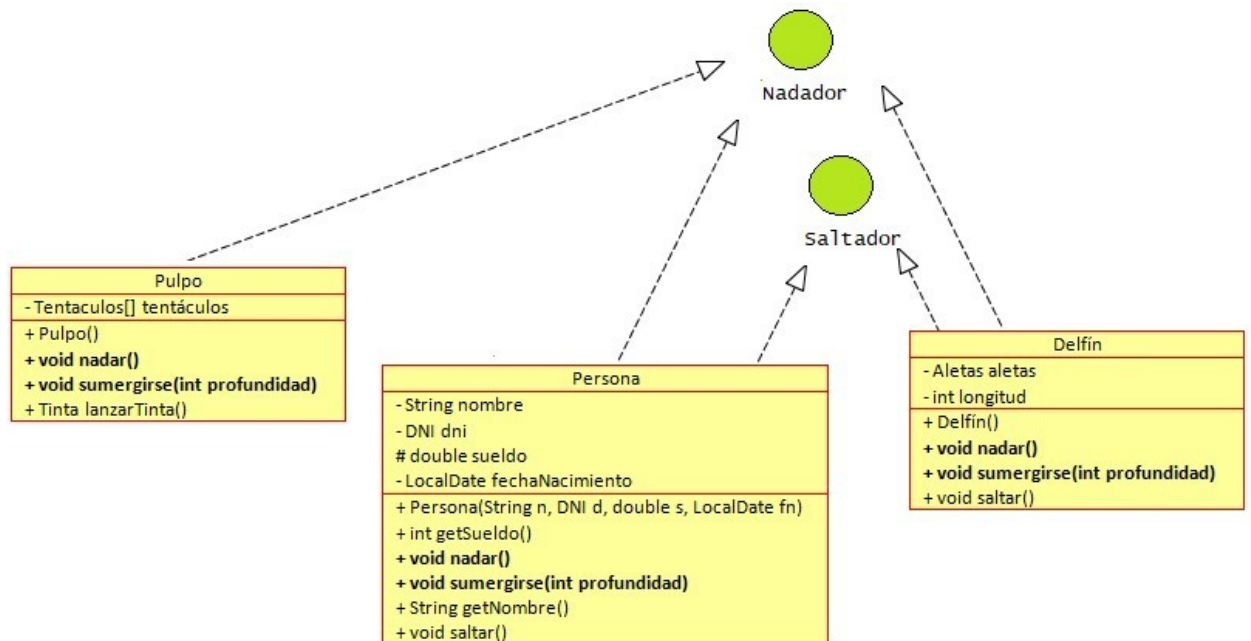 Nadador
Saltador
Pulpo
- Tentaculos[] tentáculos
+ Pulpo()
+ void nadar()
+ void sumergirse(int profundidad)
+ Tinta lanzarTinta()
Persona
- String nombre
- DNI dni
# double sueldo
- LocalDate fechaNacimiento
+ Persona(String n, DNI d, double s, LocalDate fn)
+ int getSueldo()
+ void nadar()
+ void sumergirse(int profundidad)
+ String getNombre()
+ void saltar()
Delfín
- Aletas aletas
- int longitud
+ Delfín()
+ void nadar()
+ void sumergirse(int profundidad)
+ void saltar()